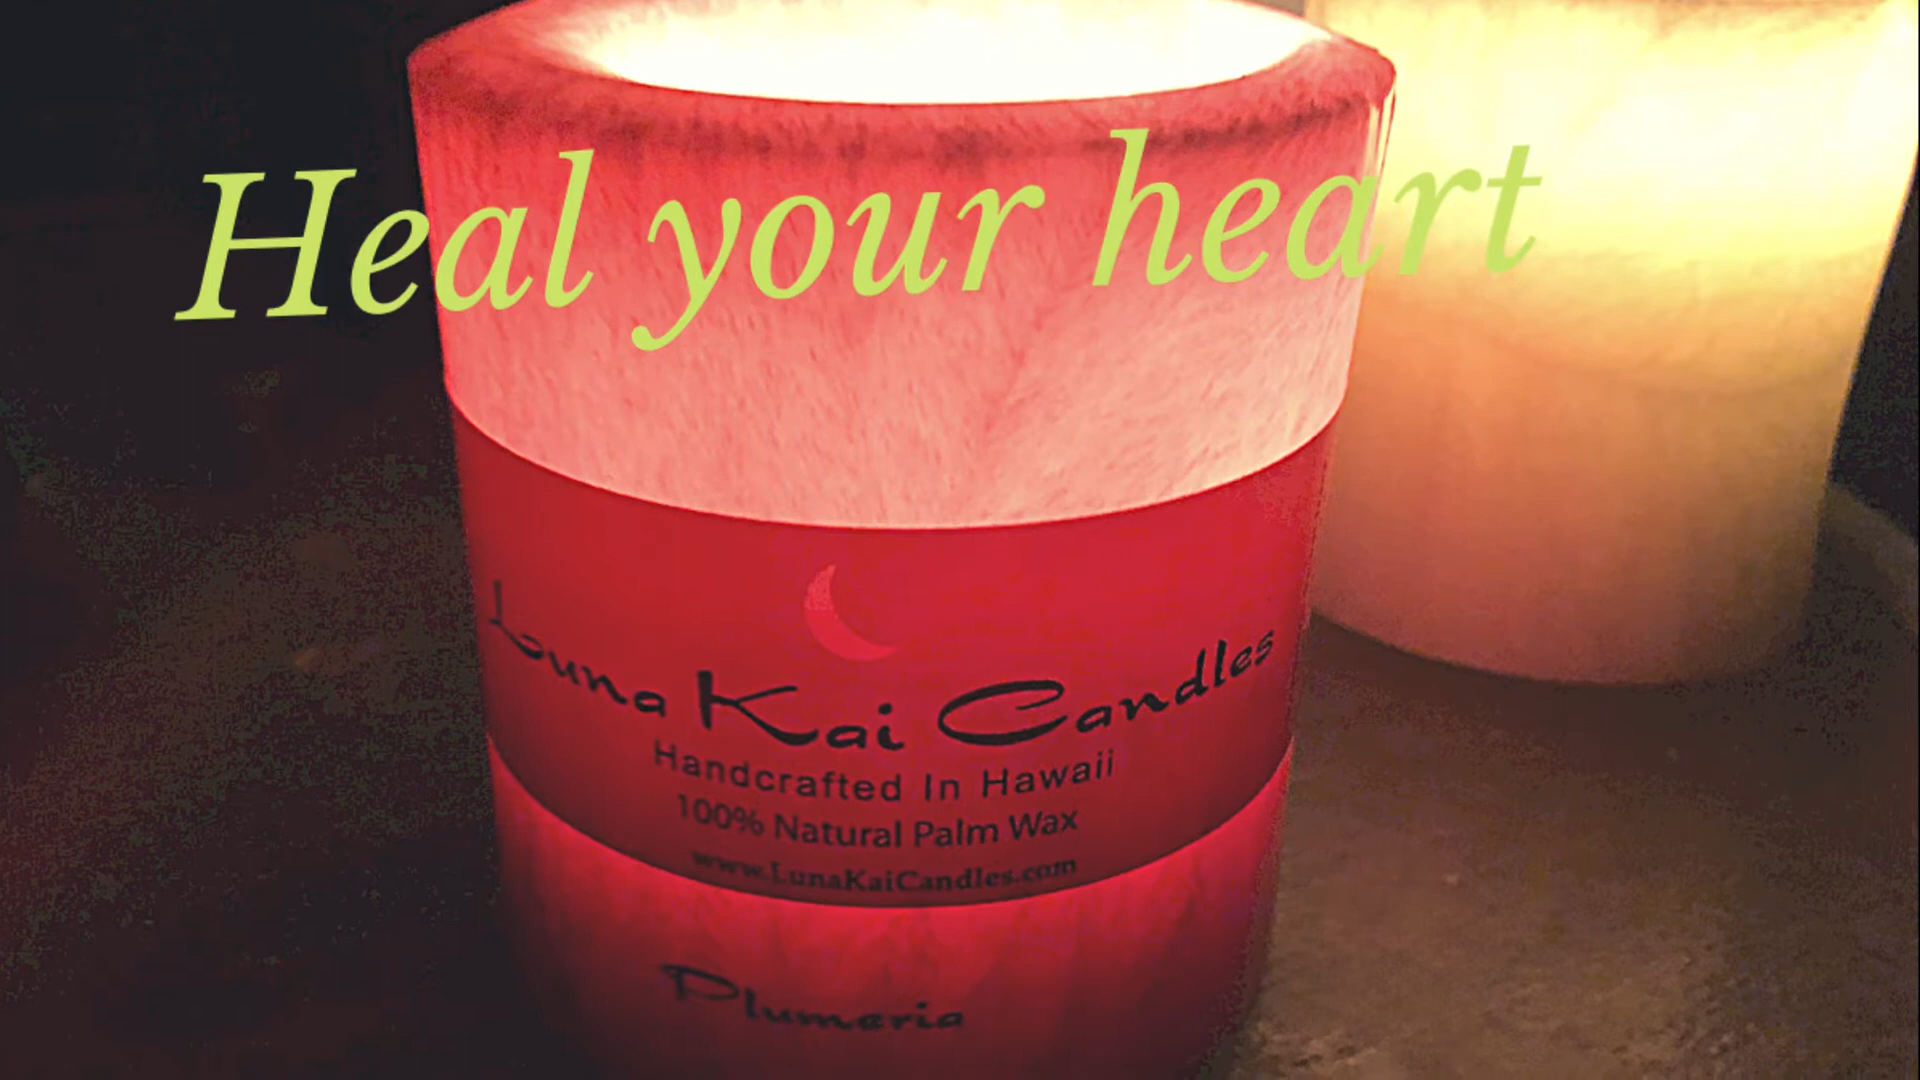 Heal your heart
Luna Kai Candles
Handcrafted In Hawaii
100% Natural Palm Wax
www.LunaKaiCandles.com
Plumeria